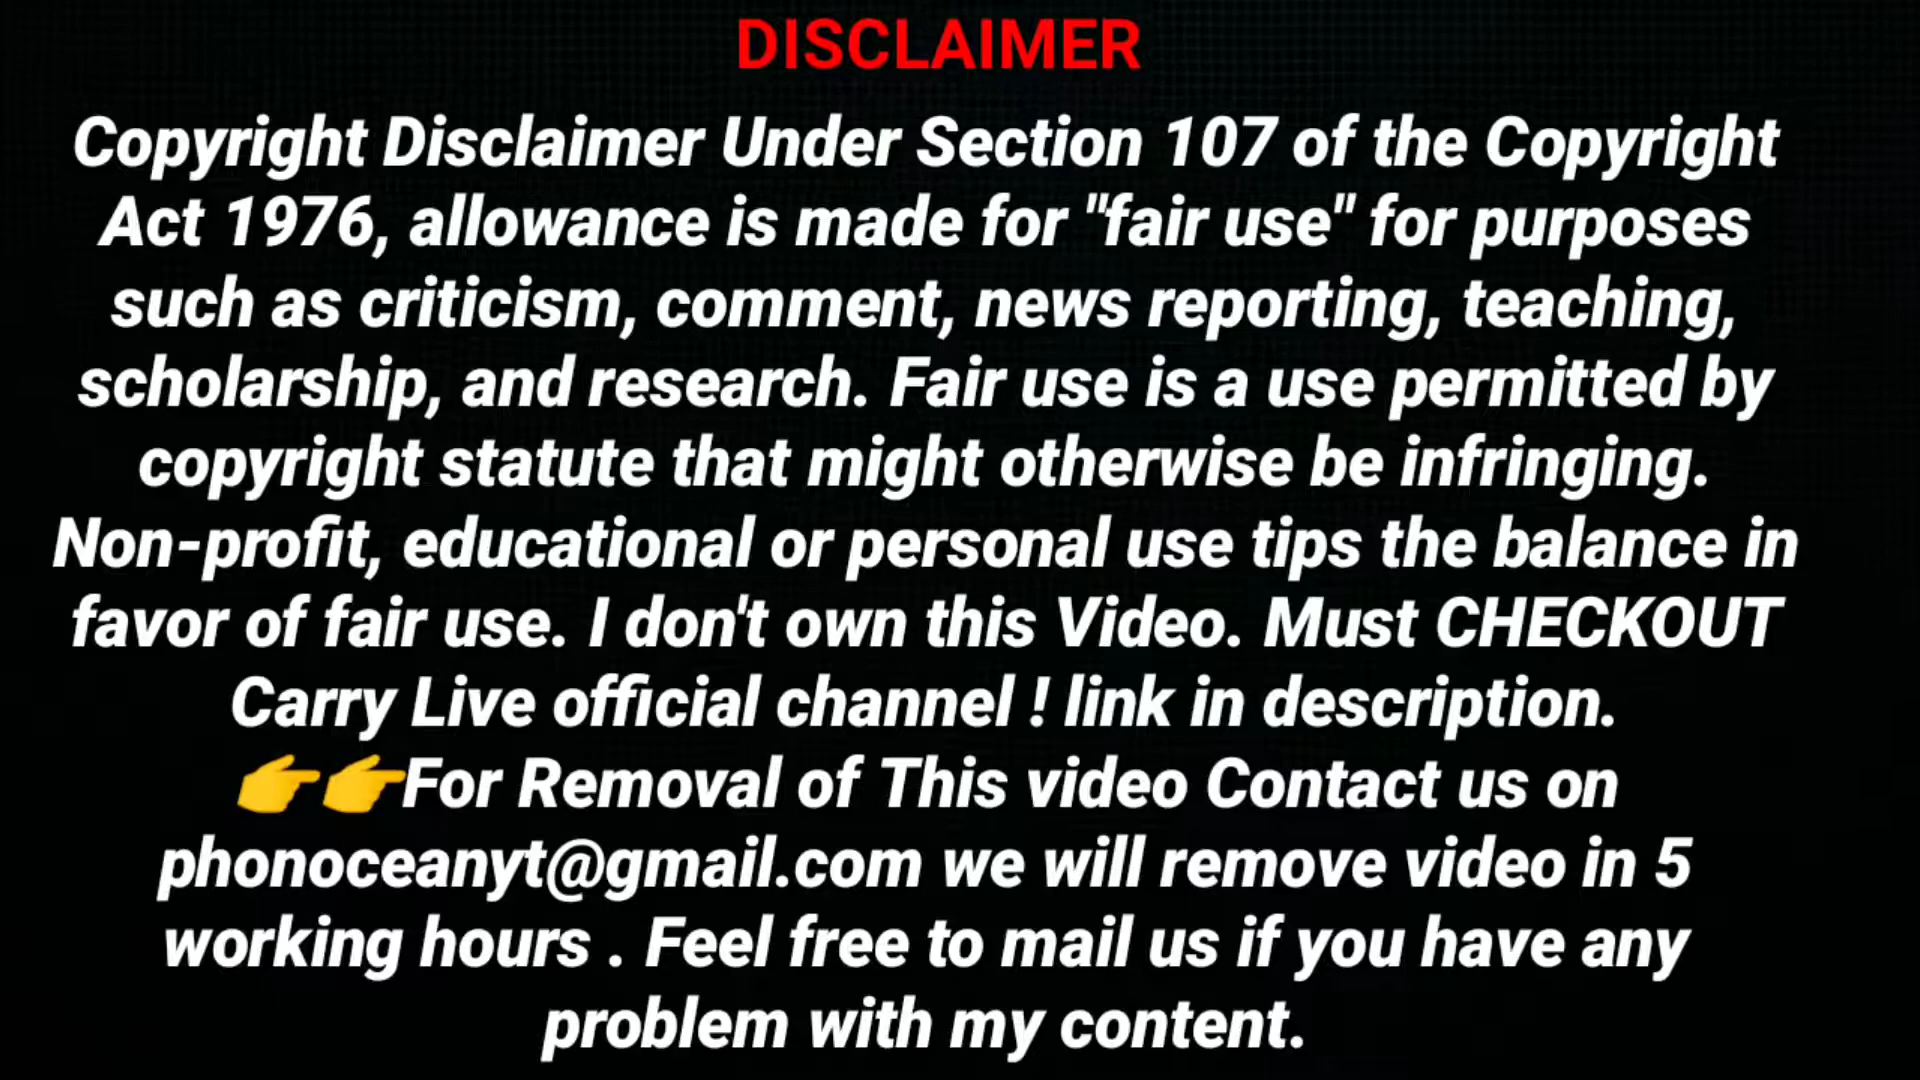 DISCLAIMER
Copyright Disclaimer Under Section 107 of the Copyright
Act 1976, allowance is made for "fair use" for purposes
such as criticism, comment, news reporting, teaching,
scholarship, and research. Fair use is a use permitted by
copyright statute that might otherwise be infringing.
Non-profit, educational or personal use tips the balance in
favor of fair use. I don't own this Video. Must CHECKOUT
Carry Live official channel ! link in description.
👉👉For Removal of This video Contact us on
phonoceanyt@gmail.com we will remove video in 5
working hours . Feel free to mail us if you have any
problem with my content.